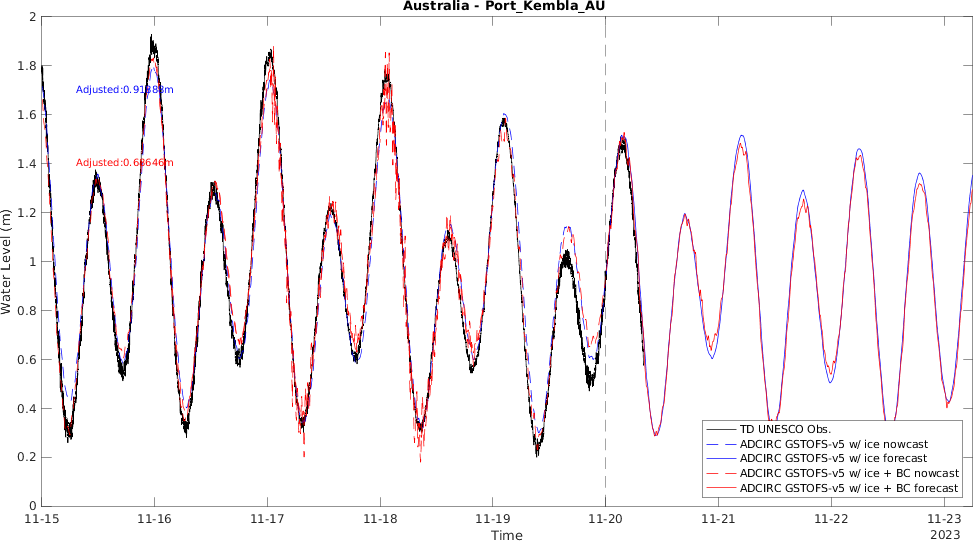 Australia - Port_Kembla_AU
Water Level (m)
2
1.8
1.6
1.4
1.2
1
0.8
0.6
0.4
0.2
0
Adjusted:0.91388m
Adjusted:0.68646m
TD UNESCO Obs.
ADCIRC GSTOFS-v5 w/ ice nowcast
ADCIRC GSTOFS-v5 w/ ice forecast
ADCIRC GSTOFS-v5 w/ ice + BC nowcast
ADCIRC GSTOFS-v5 w/ ice + BC forecast
11-15 11-16 11-17 11-18 11-19 11-20 11-21 11-22 11-23
Time 2023